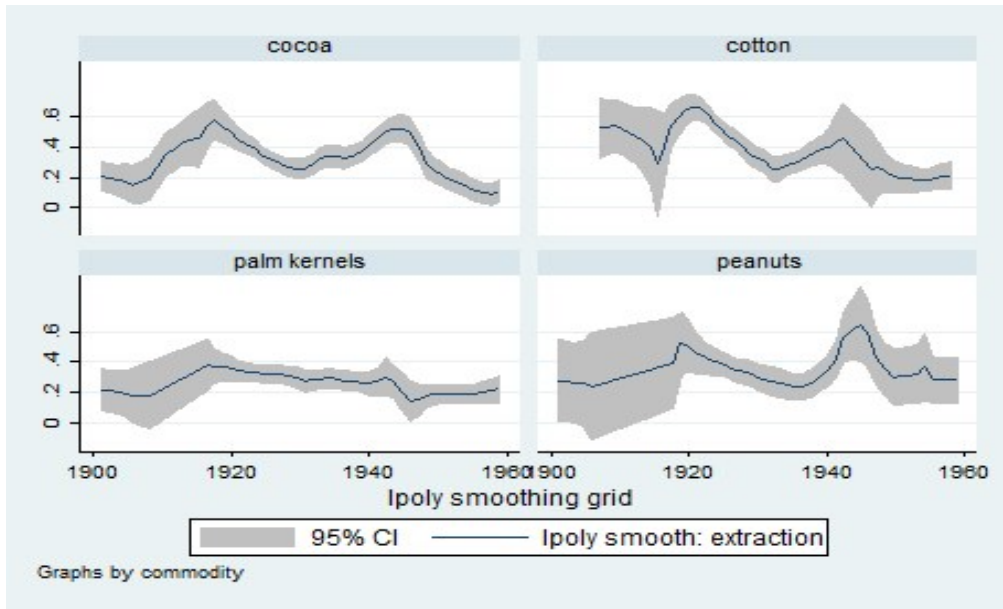 cocoa
cotton
.6
.4
.2
0
palm kernels
peanuts
.6
.4
.2
0
1900 1920 1940 1960 1900 1920 1940 1960
lpoly smoothing grid
95% CI lpoly smooth: extraction
Graphs by commodity